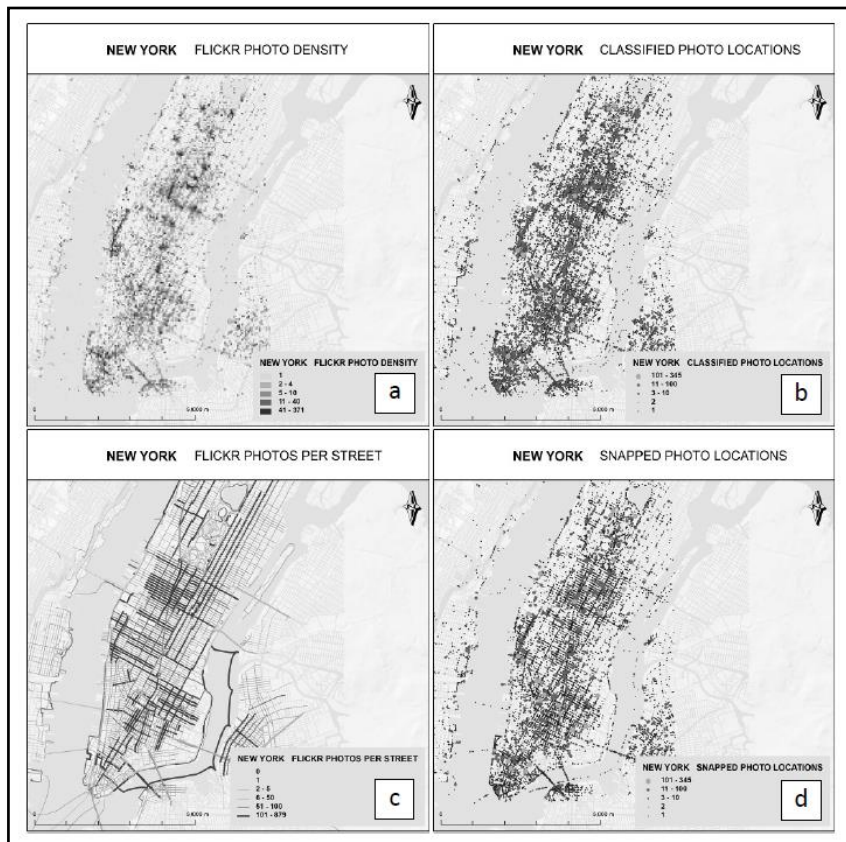 NEW YORK FLICKR PHOTO DENSITY
NEW YORK FLICKR PHOTO DENSITY
1
2 - 4
5 - 10
11 - 40
41 - 371
0
m
a
NEW YORK CLASSIFIED PHOTO LOCATIONS
NEW YORK CLASSIFIED PHOTO LOCATIONS
101 - 345
11 - 100
3 - 10
2
1
0
m
b
NEW YORK FLICKR PHOTOS PER STREET
NEW YORK FLICKR PHOTOS PER STREET
0
1
2 - 5
6 - 50
51 - 100
101 - 879
0
m
c
NEW YORK SNAPPED PHOTO LOCATIONS
NEW YORK SNAPPED PHOTO LOCATIONS
101 - 345
11 - 100
3 - 10
2
1
0
m
d